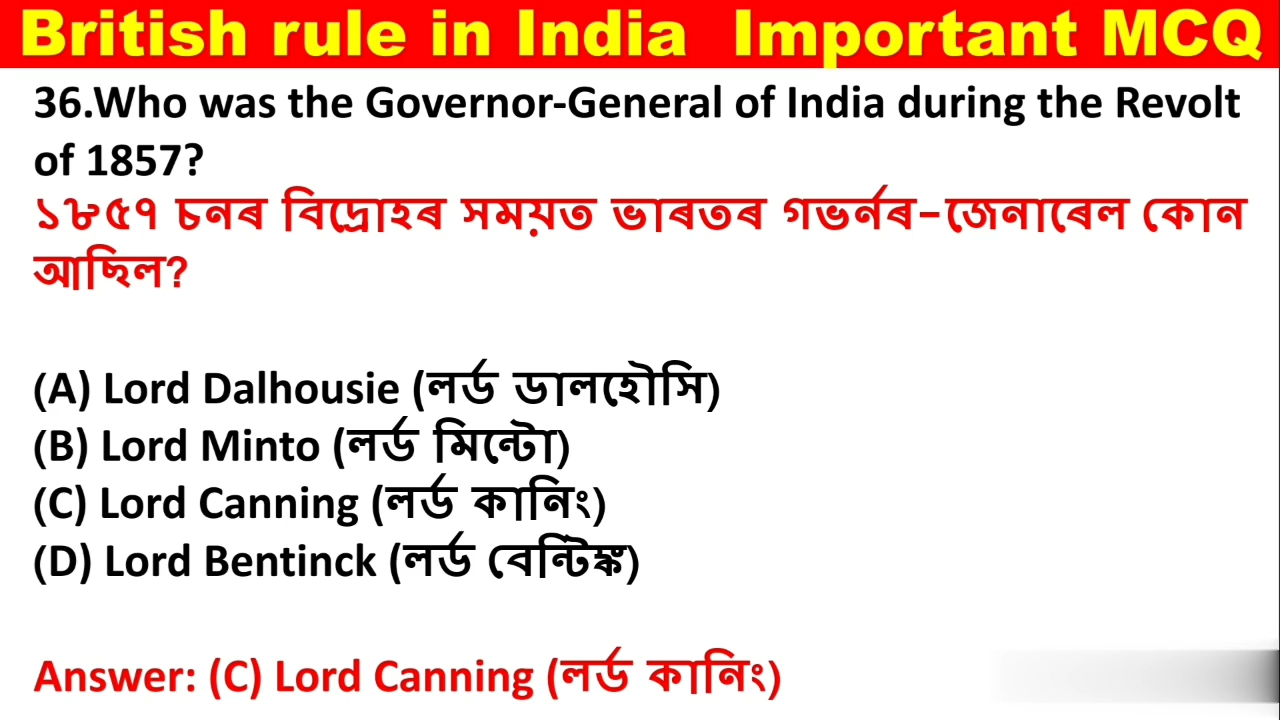 British rule in India Important MCQ
36.Who was the Governor-General of India during the Revolt
of 1857?
১৮৫৭ চনৰ বিদ্ৰোহৰ সময়ত ভাৰতৰ গভৰ্নৰ-জেনাৰেল কোন
আছিল?
(A) Lord Dalhousie (লৰ্ড ডালহৌসি)
(B) Lord Minto (লৰ্ড মিন্টো)
(C) Lord Canning (লৰ্ড কানিং)
(D) Lord Bentinck (লৰ্ড বেন্টিঙ্ক)
Answer: (C) Lord Canning (লৰ্ড কানিং)